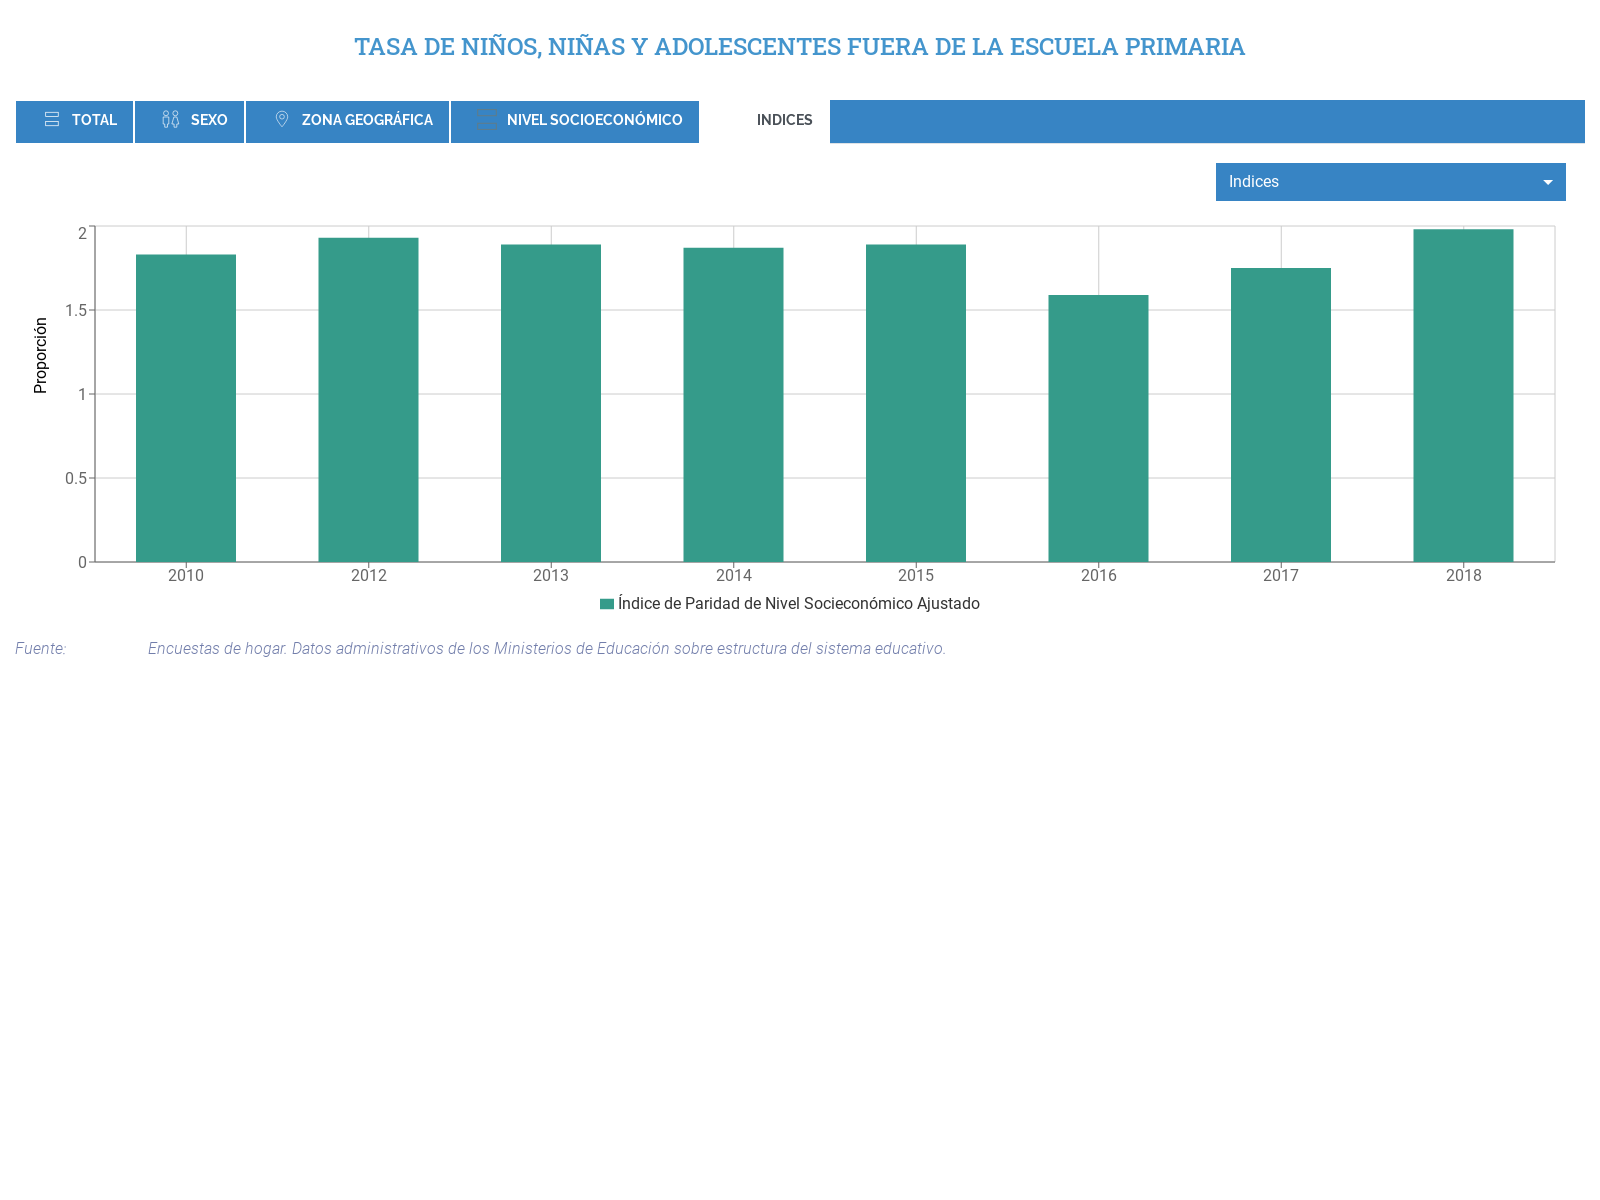 TASA DE NIÑOS, NIÑAS Y ADOLESCENTES FUERA DE LA ESCUELA PRIMARIA
TOTAL SEXO ZONA GEOGRÁFICA NIVEL SOCIOECONÓMICO INDICES
Indices
2
1.5
1
0.5
0
Proporción
2010 2012 2013 2014 2015 2016 2017 2018
Índice de Paridad de Nivel Socieconómico Ajustado
Fuente: Encuestas de hogar. Datos administrativos de los Ministerios de Educación sobre estructura del sistema educativo.